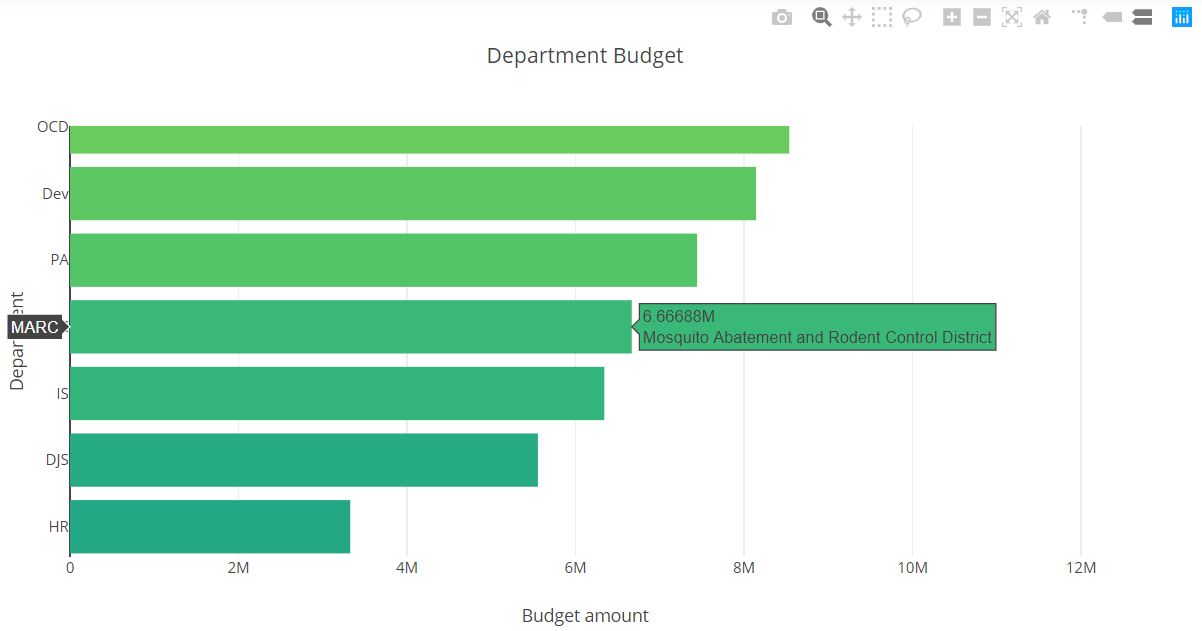 Department Budget
OCD
Dev
PA
MARC
6.66688M
Mosquito Abatement and Rodent Control District
IS
DJS
HR
Department
0 2M 4M 6M 8M 10M 12M
Budget amount